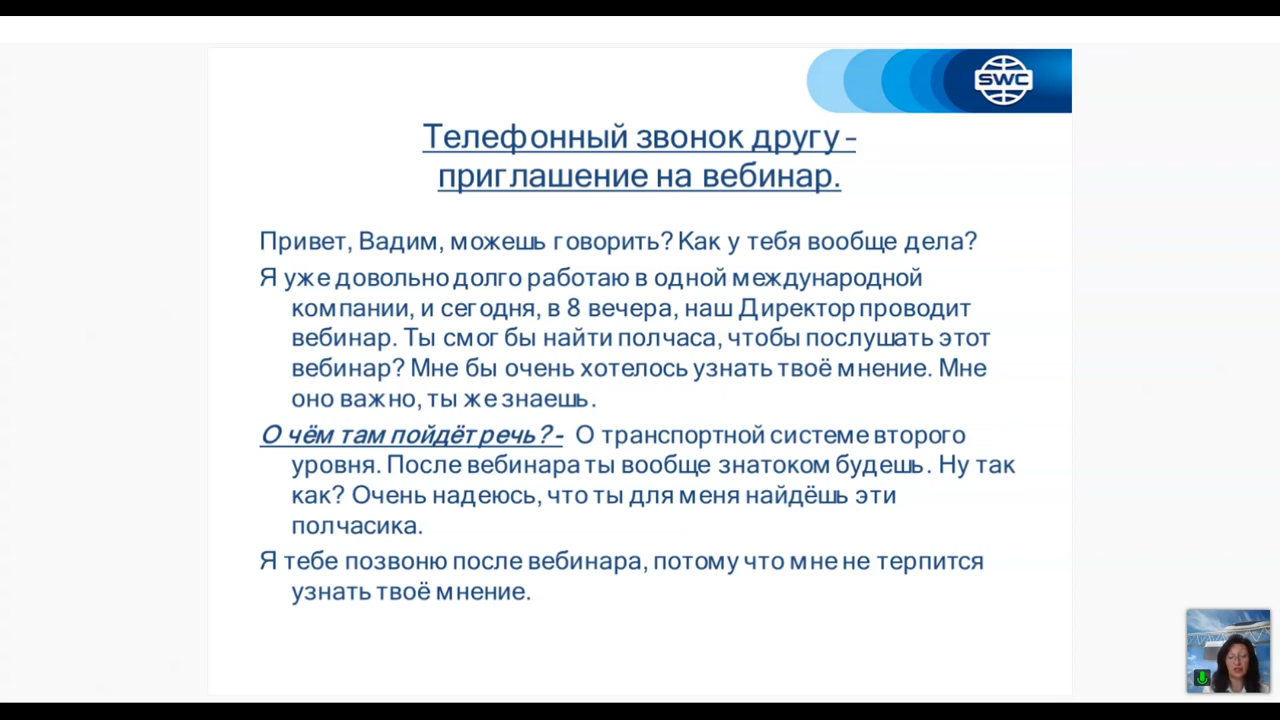 SWC
Телефонный звонок другу -
приглашение на вебинар.
Привет, Вадим, можешь говорить? Как у тебя вообще дела?
Я уже довольно долго работаю в одной международной
компании, и сегодня, в 8 вечера, наш Директор проводит
вебинар. Ты смог бы найти полчаса, чтобы послушать этот
вебинар? Мне бы очень хотелось узнать твоё мнение. Мне
оно важно, ты же знаешь.
О чём там пойдёт речь? - О транспортной системе второго
уровня. После вебинара ты вообще знатоком будешь. Ну так
как? Очень надеюсь, что ты для меня найдёшь эти
полчасика.
Я тебе позвоню после вебинара, потому что мне не терпится
узнать твоё мнение.